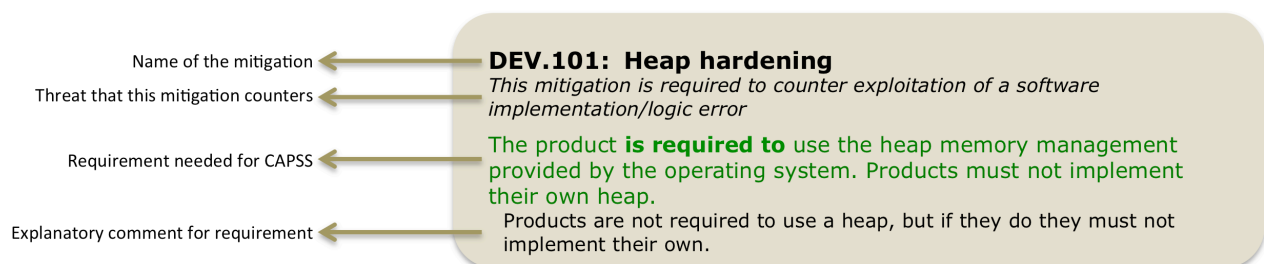 Name of the mitigation
DEV.101: Heap hardening
Threat that this mitigation counters
This mitigation is required to counter exploitation of a software
implementation/logic error
Requirement needed for CAPSS
The product is required to use the heap memory management
provided by the operating system. Products must not implement
their own heap.
Explanatory comment for requirement
Products are not required to use a heap, but if they do they must not
implement their own.